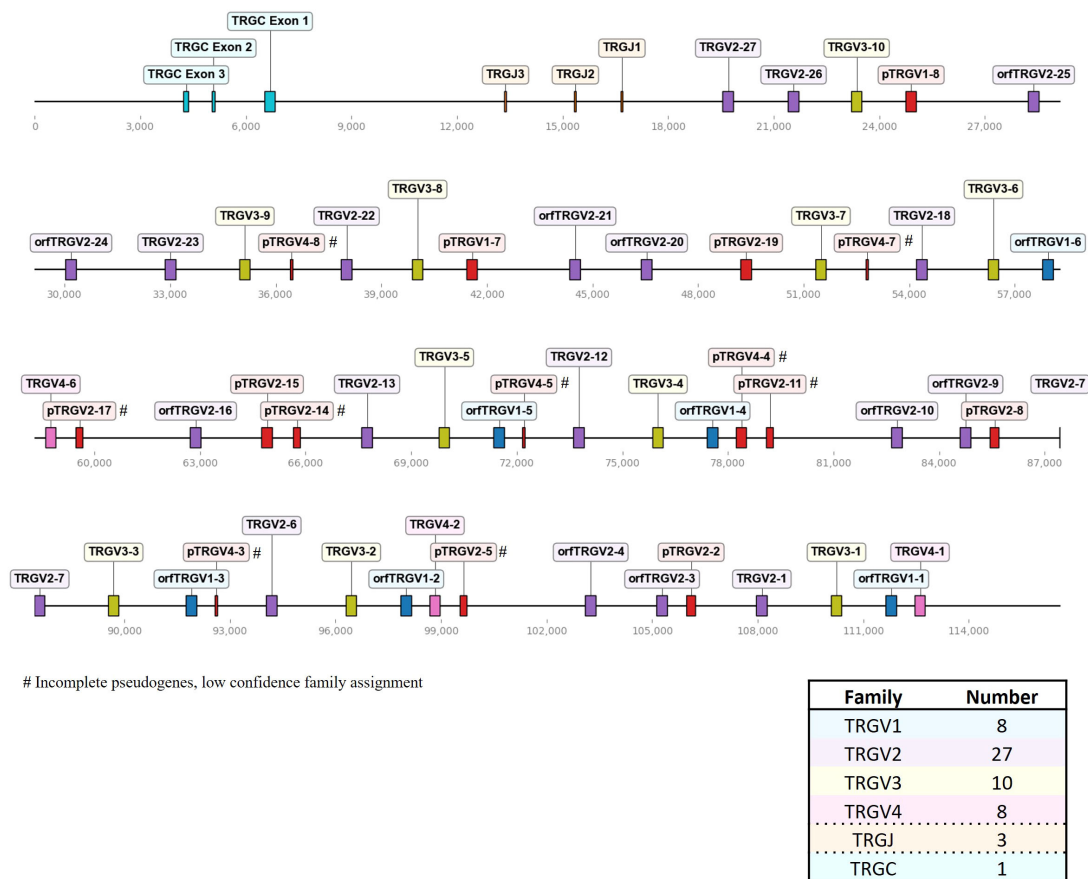 TRGC Exon 1
TRGC Exon 2 TRGJ1 TRGV2-27 TRGV3-10
TRGC Exon 3 TRGJ3 TRGJ2 TRGV2-26 pTRGV1-8 orfTRGV2-25
0 3,000 6,000 9,000 12,000 15,000 18,000 21,000 24,000 27,000
TRGV3-8 TRGV3-6
TRGV3-9 TRGV2-22 orfTRGV2-21 TRGV3-7 TRGV2-18
orfTRGV2-24 TRGV2-23 pTRGV4-8 # pTRGV1-7 orfTRGV2-20 pTRGV2-19 pTRGV4-7 # orfTRGV1-6
30,000 33,000 36,000 39,000 42,000 45,000 48,000 51,000 54,000 57,000
TRGV3-5 TRGV2-12 pTRGV4-4 #
TRGV4-6 pTRGV2-15 TRGV2-13 pTRGV4-5 # TRGV3-4 pTRGV2-11 # orfTRGV2-9 TRGV2-7
pTRGV2-17 # orfTRGV2-16 pTRGV2-14 # orfTRGV1-5 orfTRGV1-4 orfTRGV2-10 pTRGV2-8
60,000 63,000 66,000 69,000 72,000 75,000 78,000 81,000 84,000 87,000
TRGV2-6 TRGV4-2
TRGV3-3 pTRGV4-3 # TRGV3-2 pTRGV2-5 # orfTRGV2-4 pTRGV2-2 TRGV3-1 TRGV4-1
TRGV2-7 orfTRGV1-3 orfTRGV1-2 orfTRGV2-3 TRGV2-1 orfTRGV1-1
90,000 93,000 96,000 99,000 102,000 105,000 108,000 111,000 114,000
# Incomplete pseudogenes, low confidence family assignment
Family Number
TRGV1 8
TRGV2 27
TRGV3 10
TRGV4 8
TRGJ 3
TRGC 1